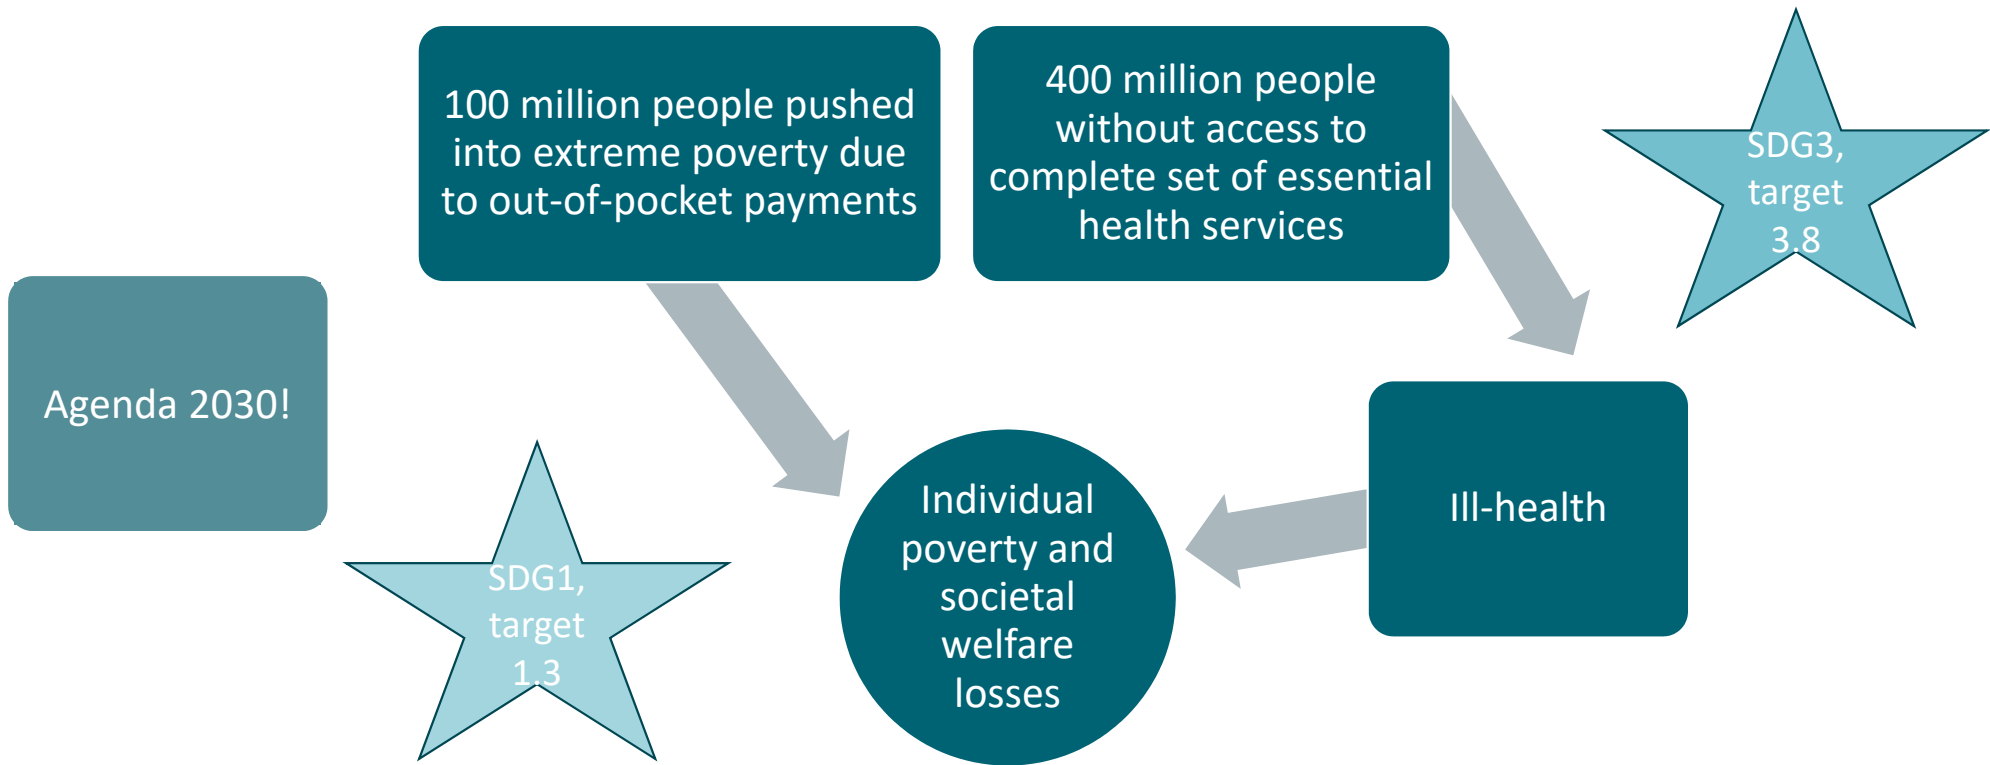 100 million people pushed
into extreme poverty due
to out-of-pocket payments
400 million people
without access to
complete set of essential
health services
SDG3,
target
3.8
Agenda 2030!
SDG1,
target
1.3
Individual
poverty and
societal
welfare
losses
Ill-health